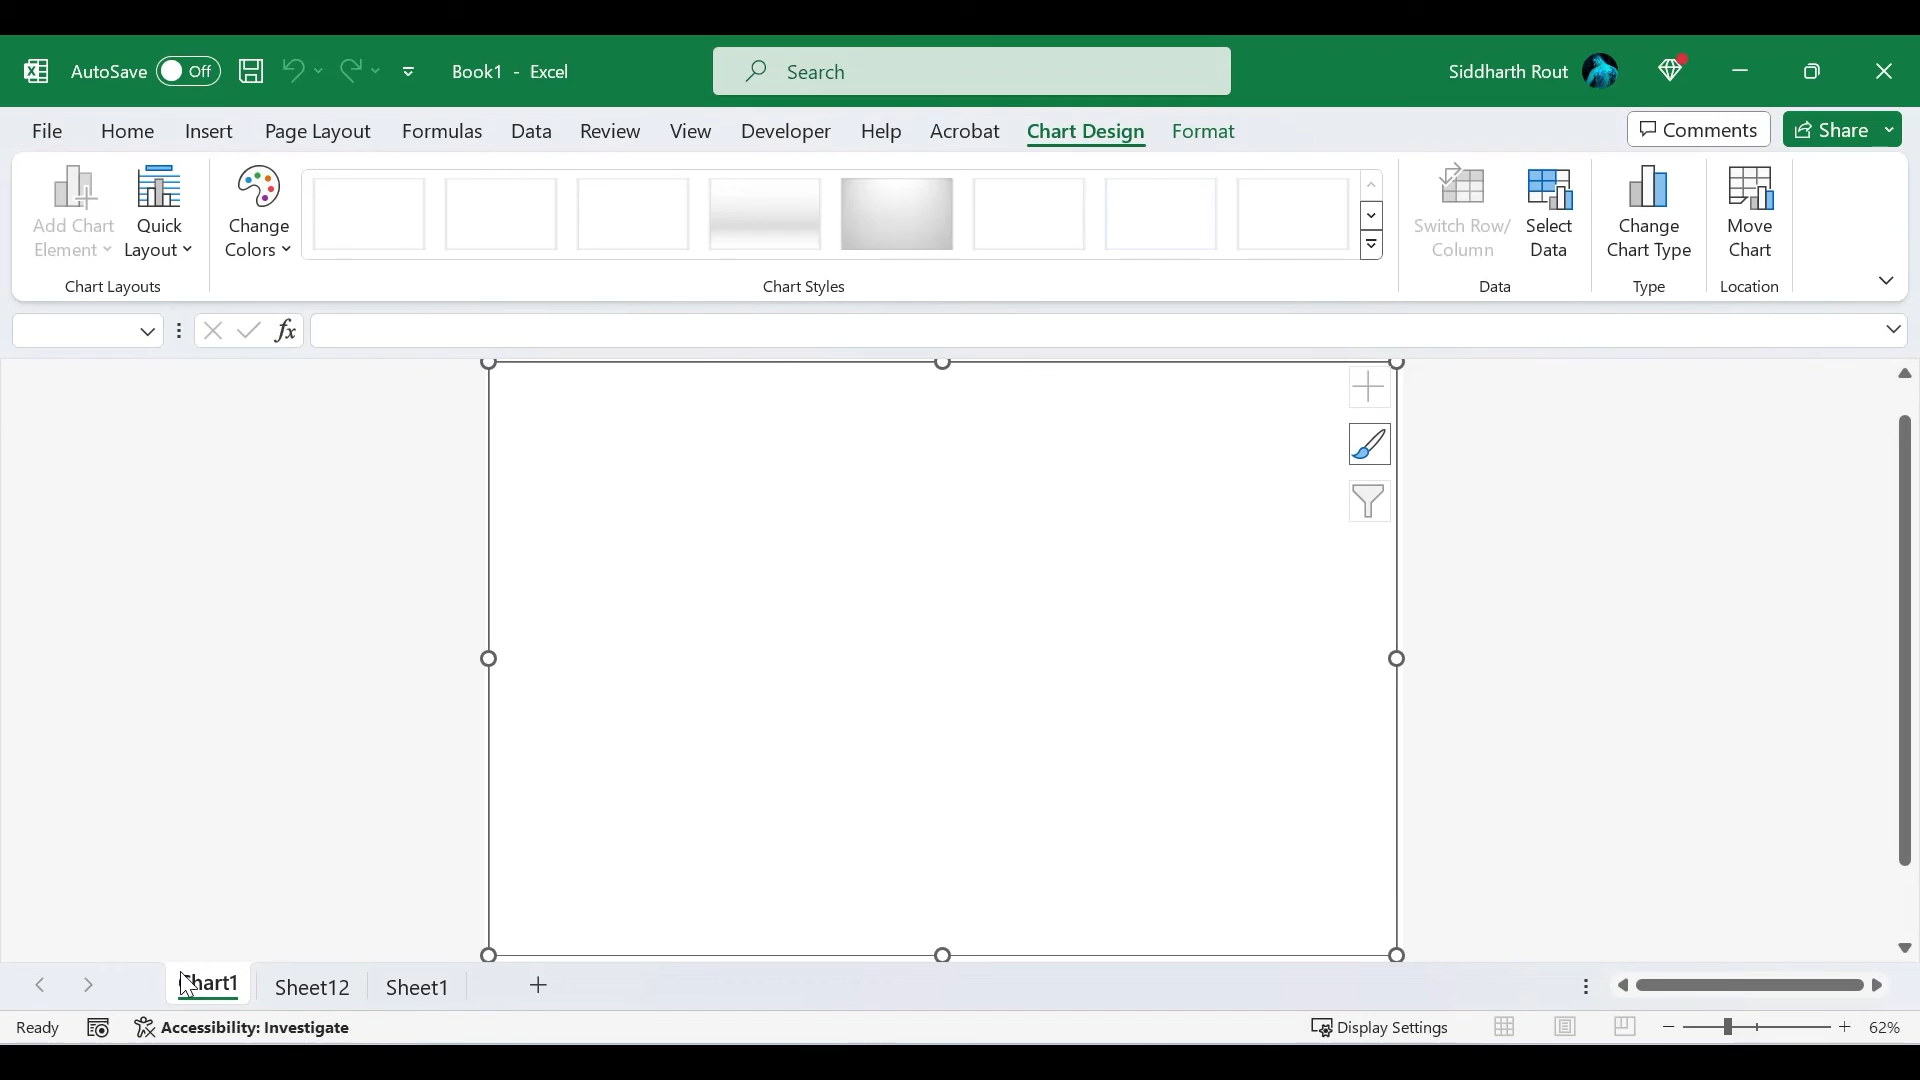 AutoSave Off Book1 - Excel Search Siddharth Rout
File Home Insert Page Layout Formulas Data Review View Developer Help Acrobat Chart Design Format Comments Share
Add Chart Element Quick Layout Change Colors Switch Row/ Column Select Data Change Chart Type Move Chart
Chart Layouts Chart Styles Data Type Location
fx
Chart1 Sheet12 Sheet1
Ready Accessibility: Investigate Display Settings 62%